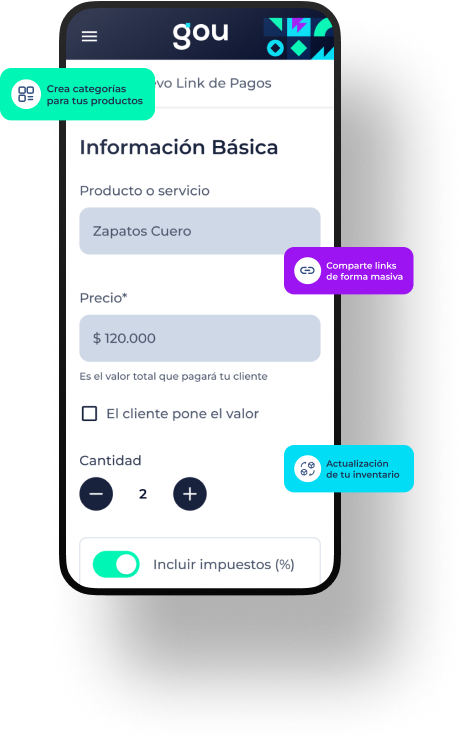 gou
Crea categorías
para tus productos
vo Link de Pagos
Información Básica
Producto o servicio
Zapatos Cuero
Comparte links
de forma masiva
Precio*
$ 120.000
Es el valor total que pagará tu cliente
El cliente pone el valor
Actualización
de tu inventario
Cantidad
2
Incluir impuestos (%)